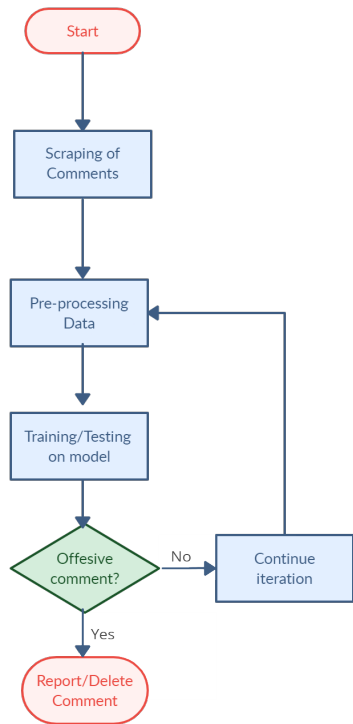 Start
Scraping of
Comments
Pre-processing
Data
Training/Testing
on model
Offesive
comment?
No
Continue
iteration
Yes
Report/Delete
Comment